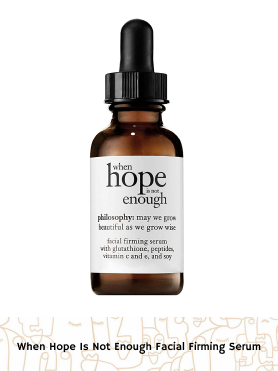 when
hope
is not
enough
philosophy: may we grow
beautiful as we grow wise
facial firming serum
with glutathione, peptides,
vitamin c and e, and soy
When Hope Is Not Enough Facial Firming Serum